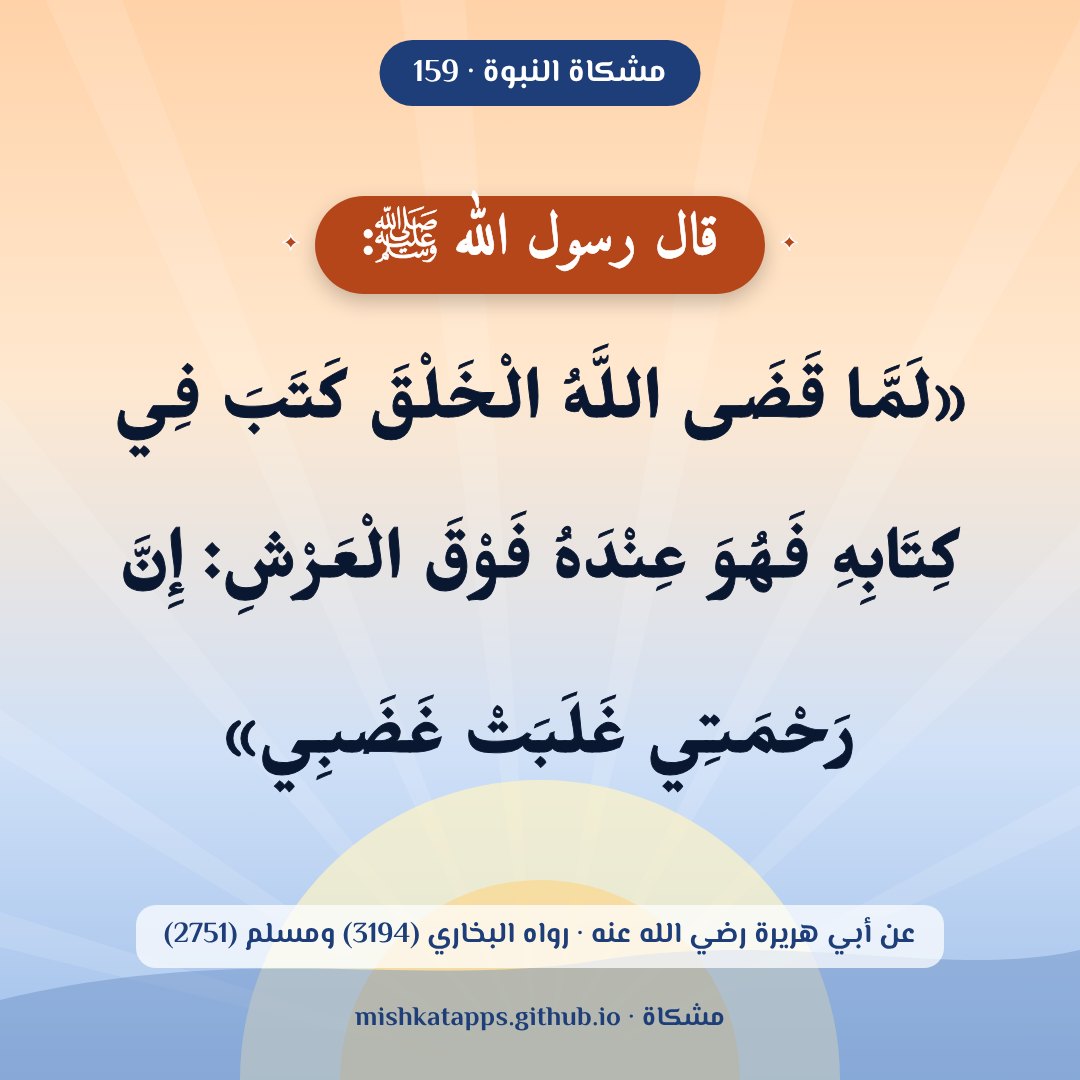 مشكاة النبوة · 159
قال رسول الله ﷺ:
«لَمَّا قَضَى اللَّهُ الْخَلْقَ كَتَبَ فِي
كِتَابِهِ فَهُوَ عِنْدَهُ فَوْقَ الْعَرْشِ: إِنَّ
رَحْمَتِي غَلَبَتْ غَضَبِي»
عن أبي هريرة رضي الله عنه · رواه البخاري (3194) ومسلم (2751)
مشكاة · mishkatapps.github.io